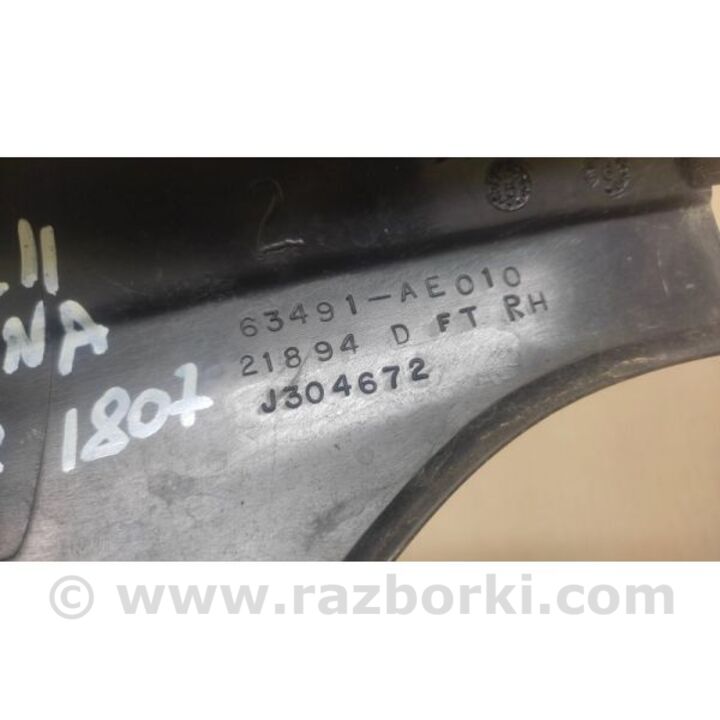 63491-AE010
21894 D FT RH
J304672
NA
1807
© www.razborki.com